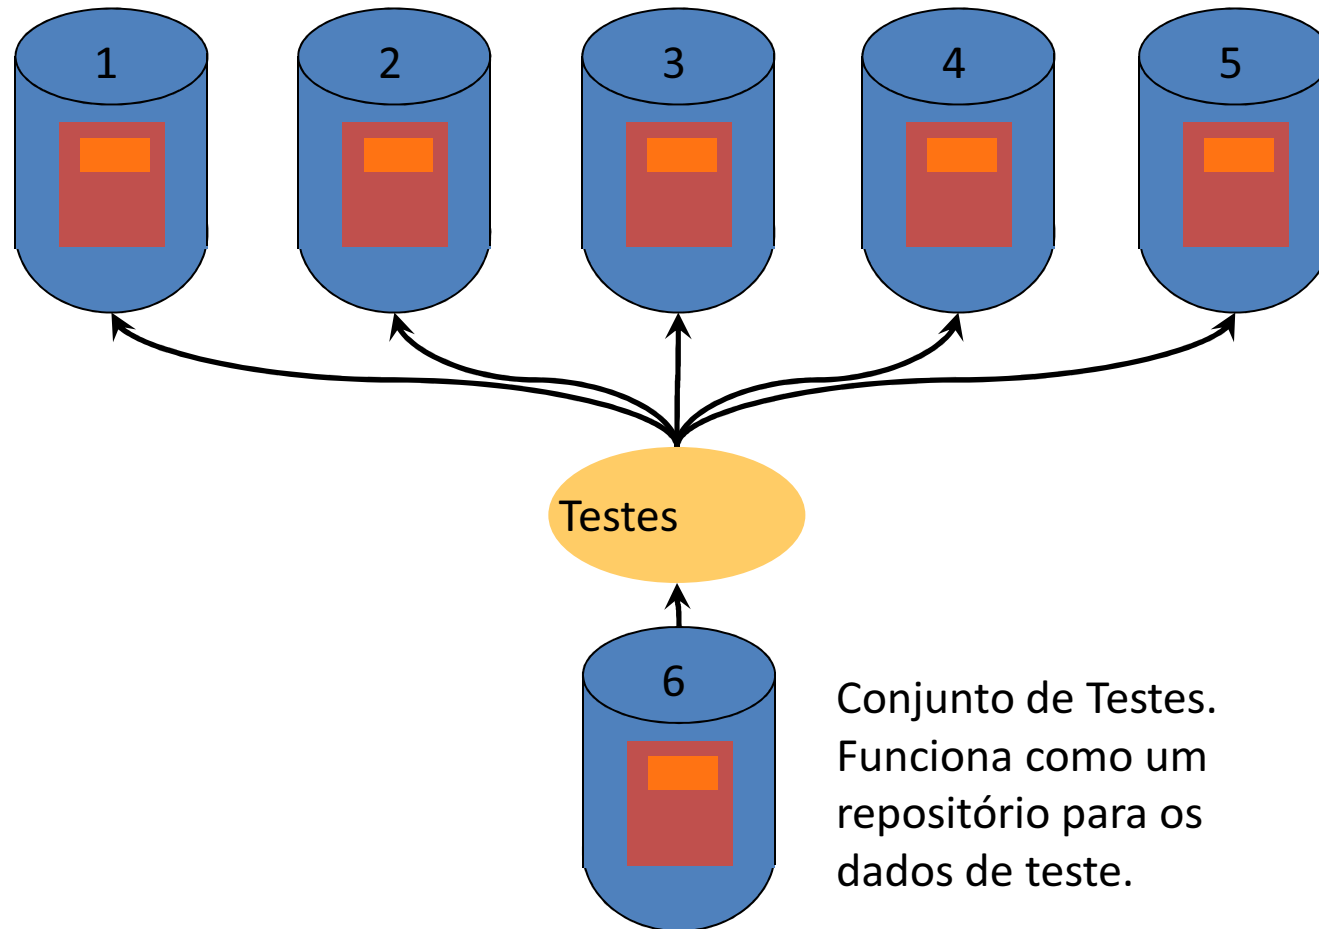 1
2
3
4
5
Testes
6
Conjunto de Testes.
Funciona como um
repositório para os
dados de teste.